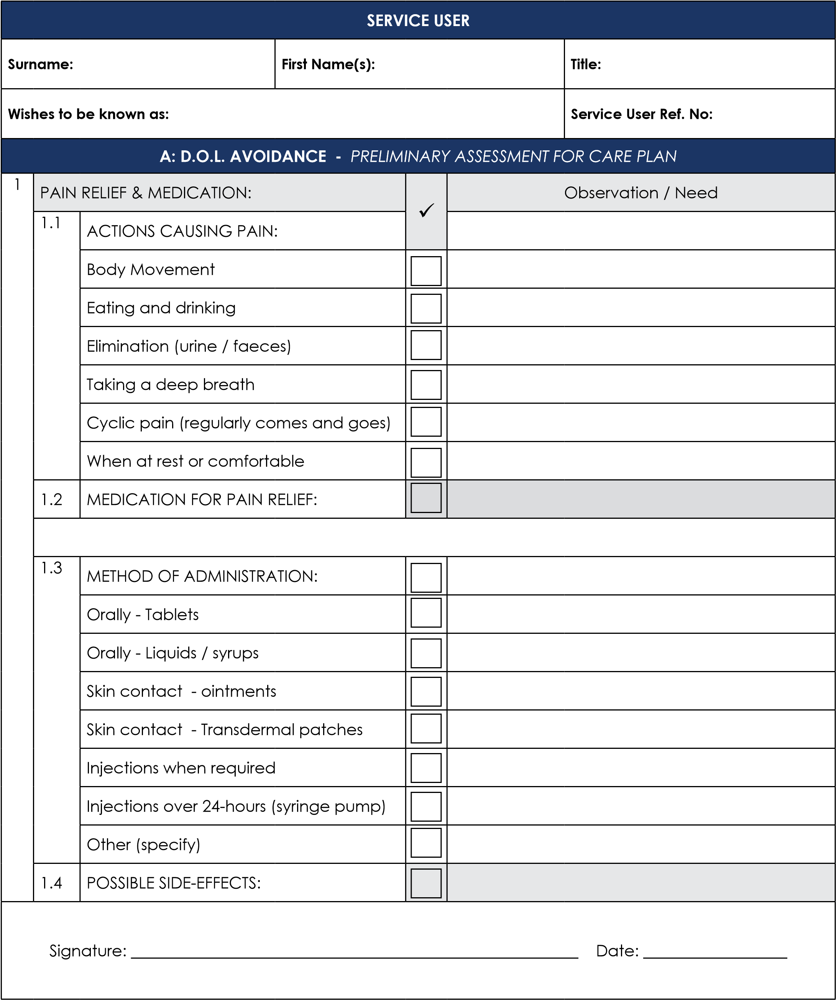 SERVICE USER
Surname: First Name(s): Title:
Wishes to be known as: Service User Ref. No:
A: D.O.L. AVOIDANCE - PRELIMINARY ASSESSMENT FOR CARE PLAN
1 PAIN RELIEF & MEDICATION: ✓ Observation / Need
1.1 ACTIONS CAUSING PAIN:
Body Movement
Eating and drinking
Elimination (urine / faeces)
Taking a deep breath
Cyclic pain (regularly comes and goes)
When at rest or comfortable
1.2 MEDICATION FOR PAIN RELIEF:
1.3 METHOD OF ADMINISTRATION:
Orally - Tablets
Orally - Liquids / syrups
Skin contact - ointments
Skin contact - Transdermal patches
Injections when required
Injections over 24-hours (syringe pump)
Other (specify)
1.4 POSSIBLE SIDE-EFFECTS:
Signature: Date: